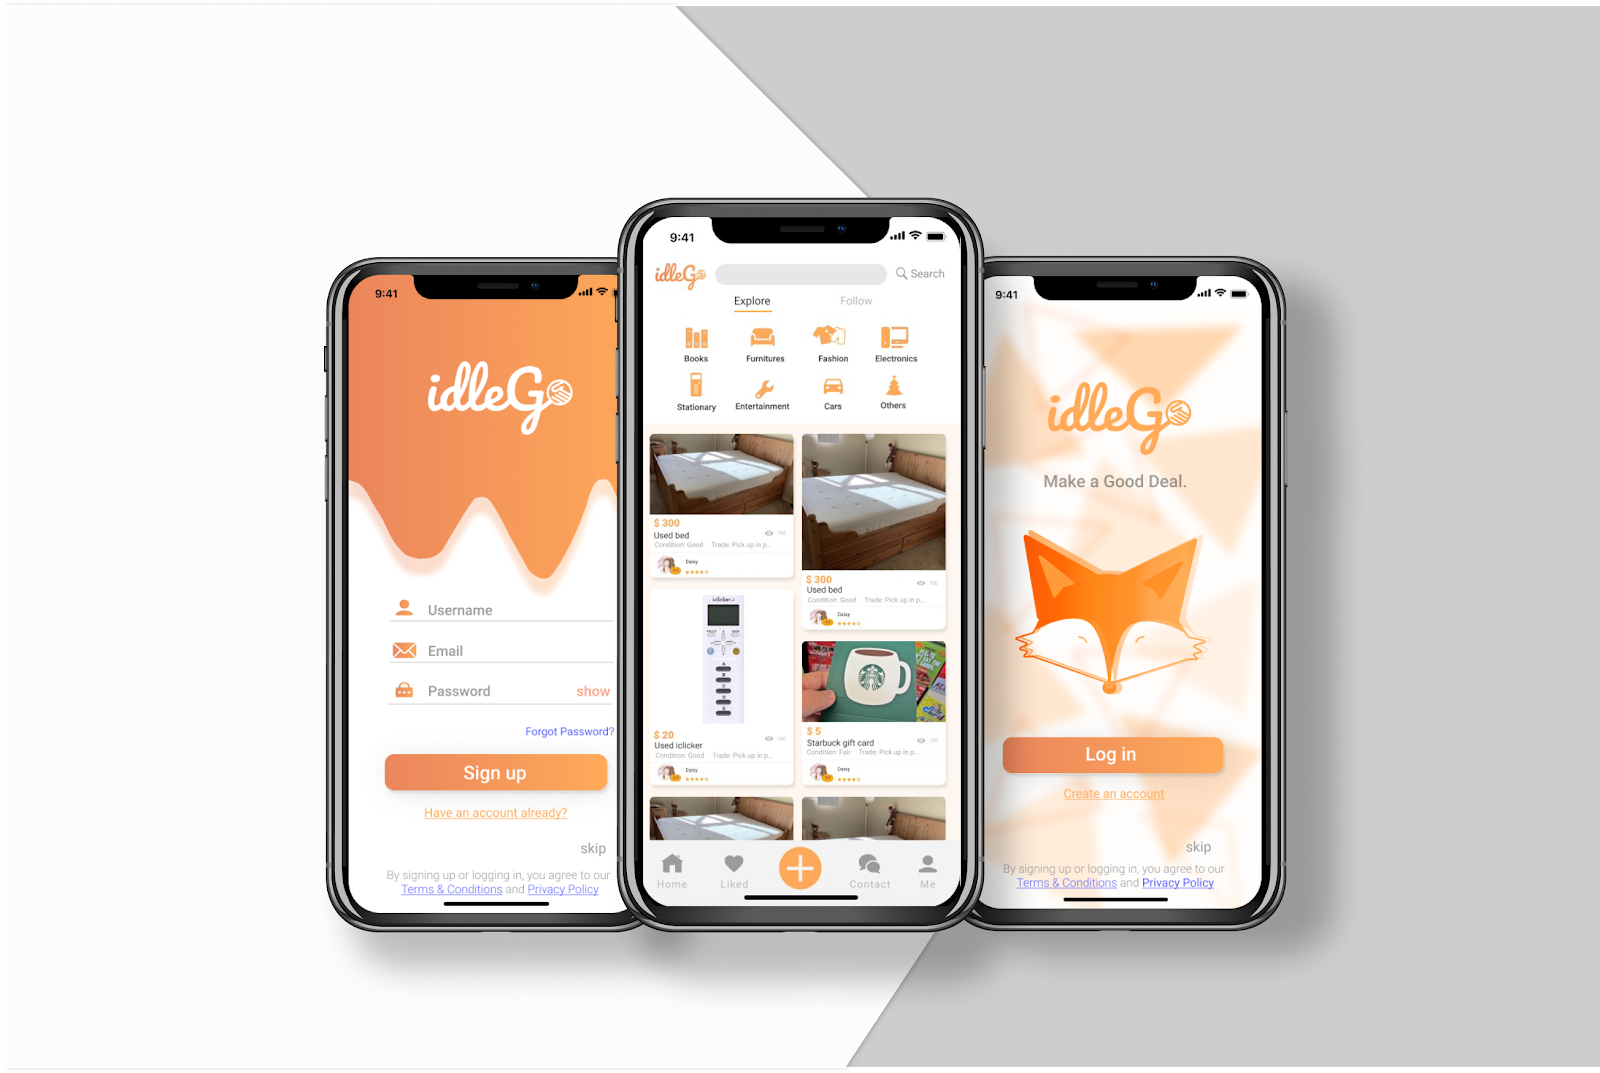 9:41
idleGo
Username
Email
Password show
Forgot Password?
Sign up
Have an account already?
skip
By signing up or logging in, you agree to our
Terms & Conditions and Privacy Policy
9:41
idleGo
Search
Explore Follow
Books Furnitures Fashion Electronics
Stationary Entertainment Cars Others
$ 300
Used bed 100
Condition: Good Trade: Pick up in p...
Daisy
$ 300
Used bed 100
Condition: Good Trade: Pick up in p...
Daisy
iclicker
A
B
C
D
E
$ 20
Used iclicker 100
Condition: Good Trade: Pick up in p...
Daisy
$ 5
Starbuck gift card 100
Condition: Fair Trade: Pick up in p...
Daisy
Home Liked Contact Me
9:41
idleGo
Make a Good Deal.
Log in
Create an account
skip
By signing up or logging in, you agree to our
Terms & Conditions and Privacy Policy